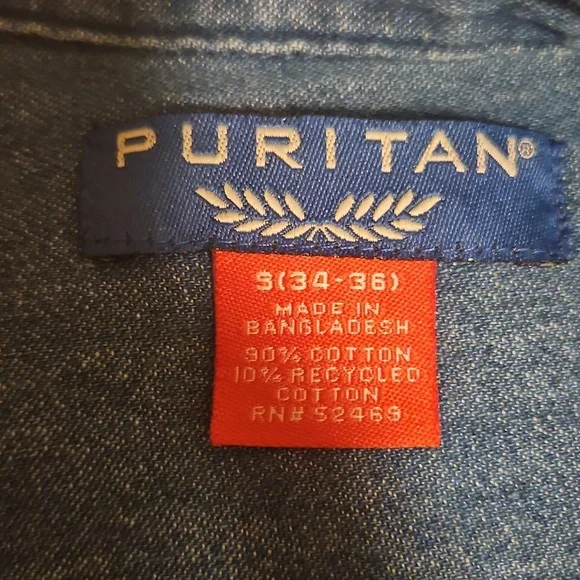 PURITAN®
S(34-36)
MADE IN
BANGLADESH
90% COTTON
10% RECYCLED
COTTON
RN# 52469